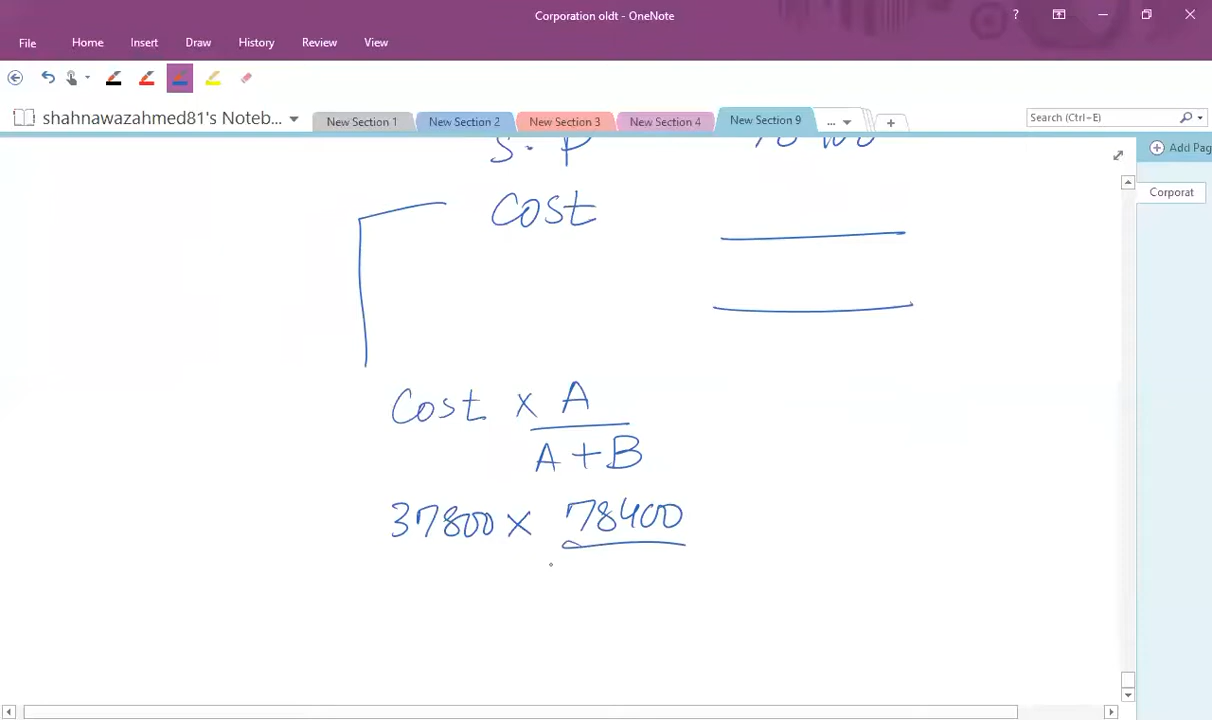 Corporation oldt - OneNote
?
File Home Insert Draw History Review View
shahnawazahmed81's Noteb...
New Section 1 New Section 2 New Section 3 New Section 4 New Section 9 ...
Search (Ctrl+E)
Add Pag
Corporat
S. P
Cost
Cost x A
A + B
37800 x 78400